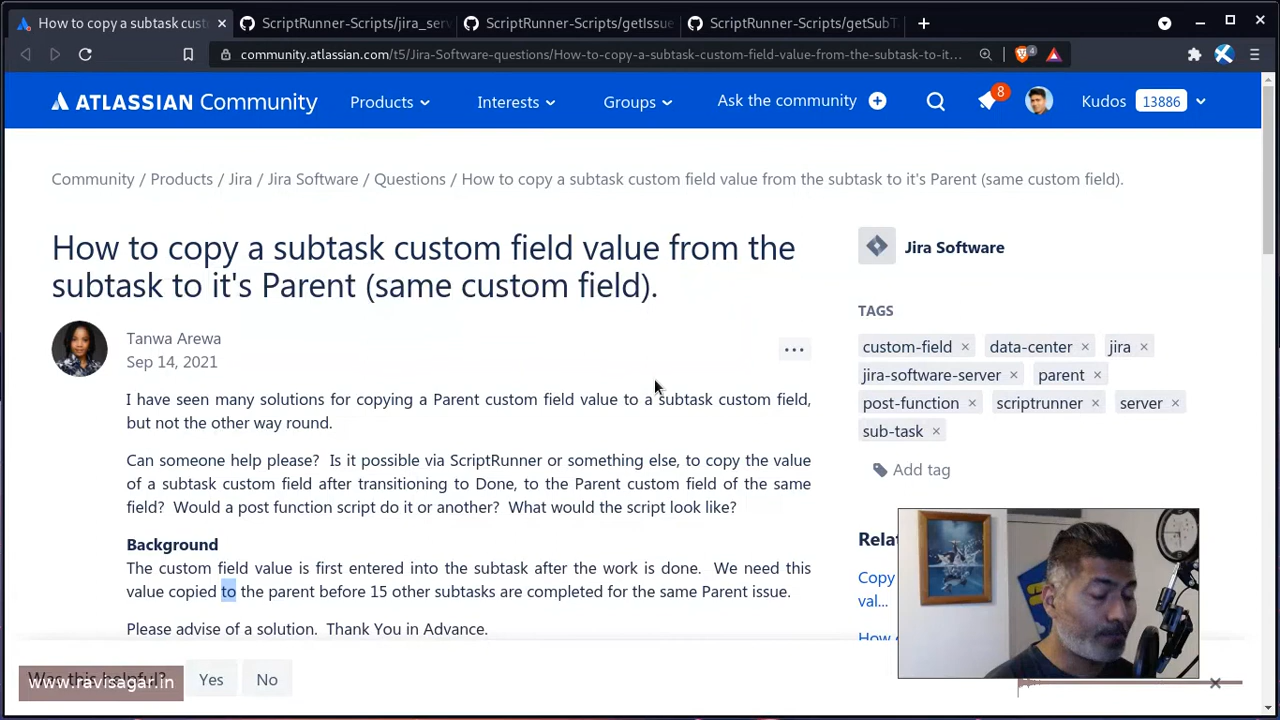 How to copy a subtask cust
ScriptRunner-Scripts/jira_serv
ScriptRunner-Scripts/getIssue
ScriptRunner-Scripts/getSubT
community.atlassian.com/t5/Jira-Software-questions/How-to-copy-a-subtask-custom-field-value-from-the-subtask-to-it...
4
ATLASSIAN Community
Products
Interests
Groups
Ask the community
8
Kudos 13886
Community / Products / Jira / Jira Software / Questions / How to copy a subtask custom field value from the subtask to it's Parent (same custom field).
How to copy a subtask custom field value from the
subtask to it's Parent (same custom field).
Jira Software
Tanwa Arewa
Sep 14, 2021
TAGS
custom-field × data-center × jira ×
jira-software-server × parent ×
post-function × scriptrunner × server ×
sub-task ×
Add tag
I have seen many solutions for copying a Parent custom field value to a subtask custom field,
but not the other way round.
Can someone help please? Is it possible via ScriptRunner or something else, to copy the value
of a subtask custom field after transitioning to Done, to the Parent custom field of the same
field? Would a post function script do it or another? What would the script look like?
Background
The custom field value is first entered into the subtask after the work is done. We need this
value copied to the parent before 15 other subtasks are completed for the same Parent issue.
Please advise of a solution. Thank You in Advance.
Rela
Copy
val...
How
Was this helpful?
Yes
No
www.ravisagar.in